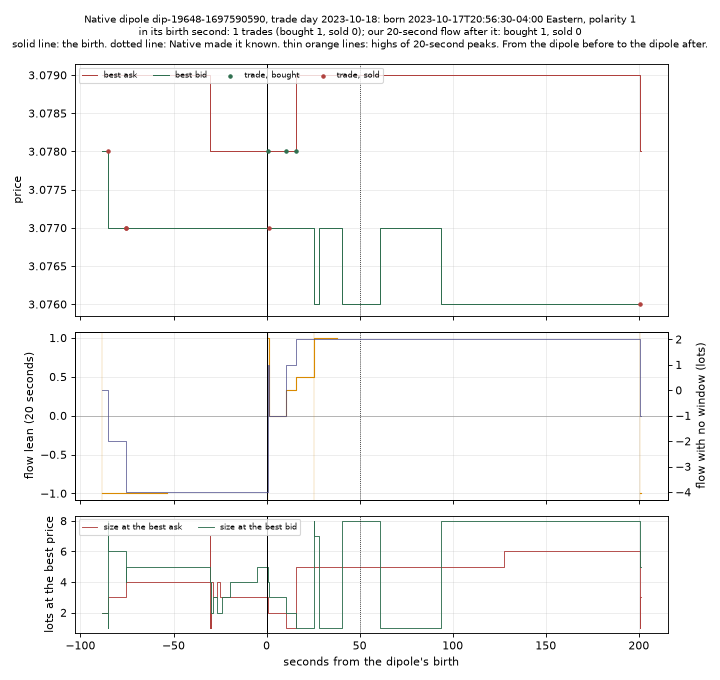 Native dipole dip-19648-1697590590, trade day 2023-10-18: born 2023-10-17T20:56:30-04:00 Eastern, polarity 1
in its birth second: 1 trades (bought 1, sold 0); our 20-second flow after it: bought 1, sold 0
solid line: the birth. dotted line: Native made it known. thin orange lines: highs of 20-second peaks. From the dipole before to the dipole after.
best ask best bid trade, bought trade, sold
3.0790
3.0785
3.0780
3.0775
3.0770
3.0765
3.0760
price
1.0
0.5
0.0
−0.5
−1.0
flow lean (20 seconds)
2
1
0
−1
−2
−3
−4
flow with no window (lots)
size at the best ask size at the best bid
8
6
4
2
lots at the best price
−100 −50 0 50 100 150 200
seconds from the dipole's birth